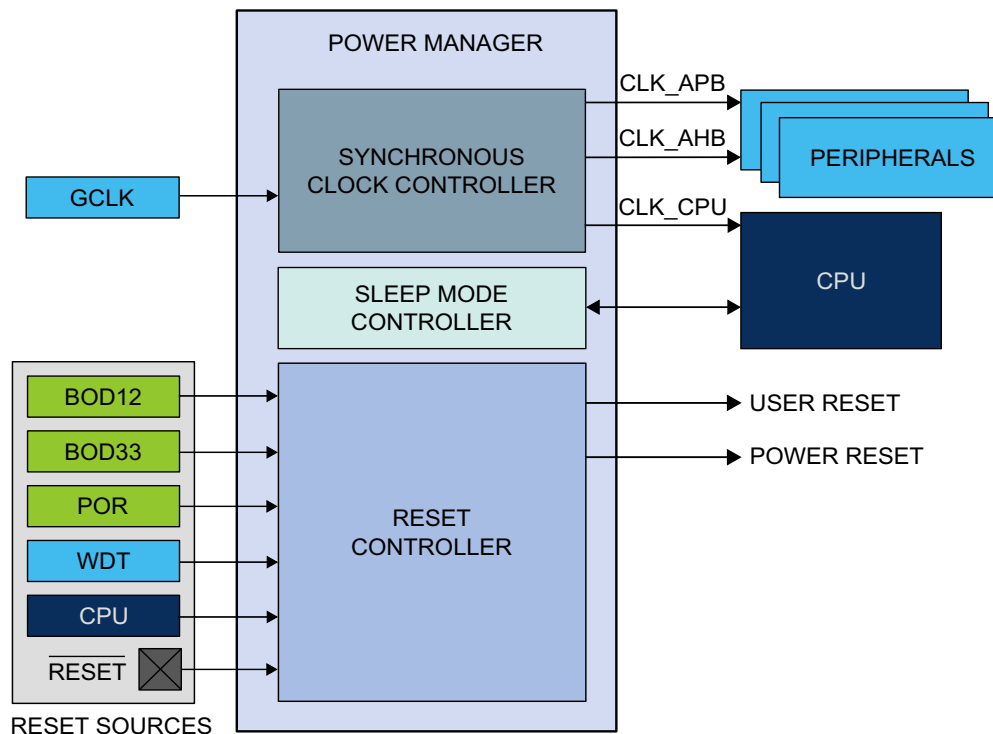 POWER MANAGER
SYNCHRONOUS
CLOCK CONTROLLER
GCLK
CLK_APB
CLK_AHB
CLK_CPU
PERIPHERALS
CPU
SLEEP MODE
CONTROLLER
BOD12
BOD33
POR
WDT
CPU
RESET
RESET SOURCES
RESET
CONTROLLER
USER RESET
POWER RESET